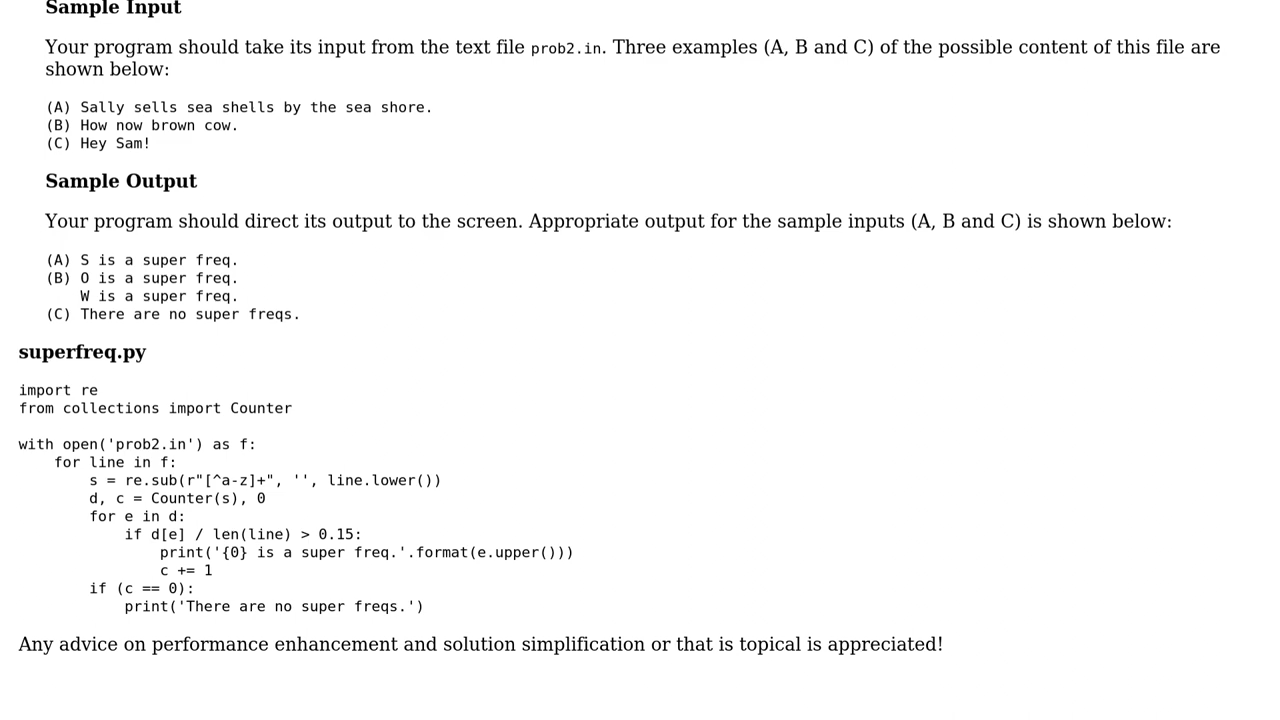 Sample Input
Your program should take its input from the text file prob2.in. Three examples (A, B and C) of the possible content of this file are
shown below:
(A) Sally sells sea shells by the sea shore.
(B) How now brown cow.
(C) Hey Sam!
Sample Output
Your program should direct its output to the screen. Appropriate output for the sample inputs (A, B and C) is shown below:
(A) S is a super freq.
(B) O is a super freq.
    W is a super freq.
(C) There are no super freqs.
superfreq.py
import re
from collections import Counter
with open('prob2.in') as f:
    for line in f:
        s = re.sub(r"[^a-z]+", '', line.lower())
        d, c = Counter(s), 0
        for e in d:
            if d[e] / len(line) > 0.15:
                print('{0} is a super freq.'.format(e.upper()))
                c += 1
        if (c == 0):
            print('There are no super freqs.')
Any advice on performance enhancement and solution simplification or that is topical is appreciated!